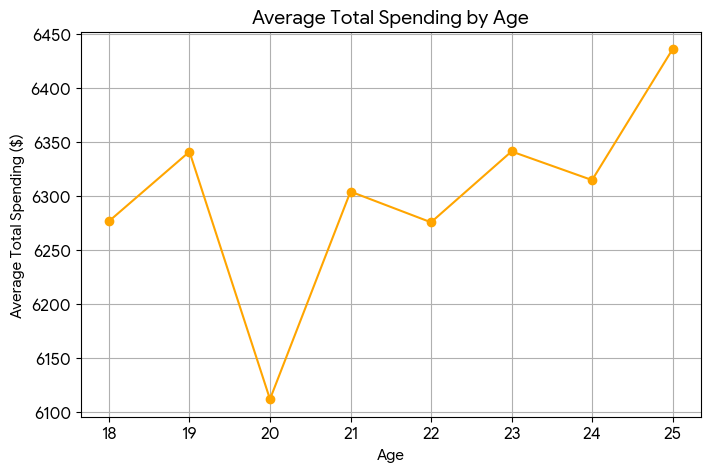 Average Total Spending by Age
Average Total Spending ($)
6450
6400
6350
6300
6250
6200
6150
6100
18 19 20 21 22 23 24 25
Age